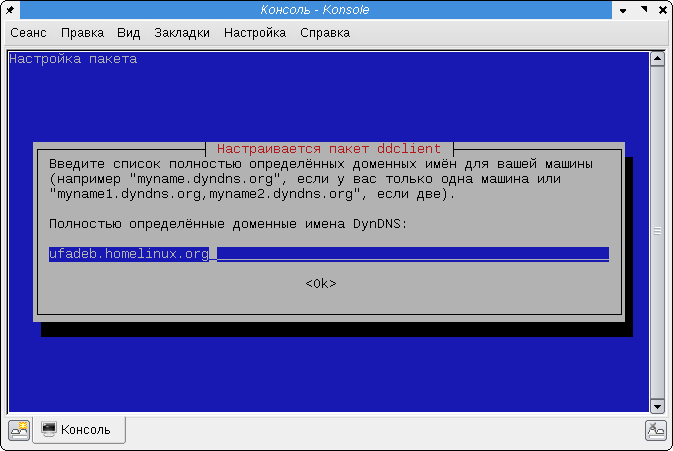 Консоль - Konsole
Сеанс Правка Вид Закладки Настройка Справка
Настройка пакета
Настраивается пакет ddclient
Введите список полностью определённых доменных имён для вашей машины
(например "myname.dyndns.org", если у вас только одна машина или
"myname1.dyndns.org,myname2.dyndns.org", если две).
Полностью определённые доменные имена DynDNS:
ufadeb.homelinux.org
<Ok>
Консоль